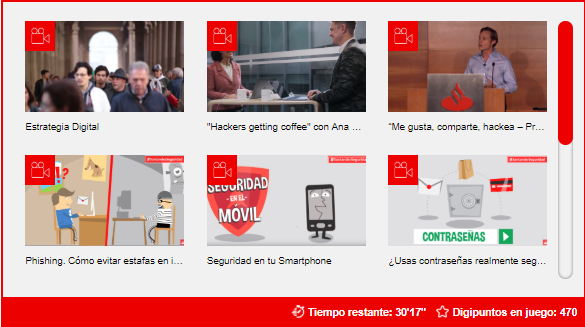 Estrategia Digital
"Hackers getting coffee" con Ana ...
"Me gusta, comparte, hackea – Pr...
SEGURIDAD
EN EL
MÓVIL
CONTRASEÑAS
Phishing. Cómo evitar estafas en i...
Seguridad en tu Smartphone
¿Usas contraseñas realmente seg...
Tiempo restante: 30'17"
Digipuntos en juego: 470